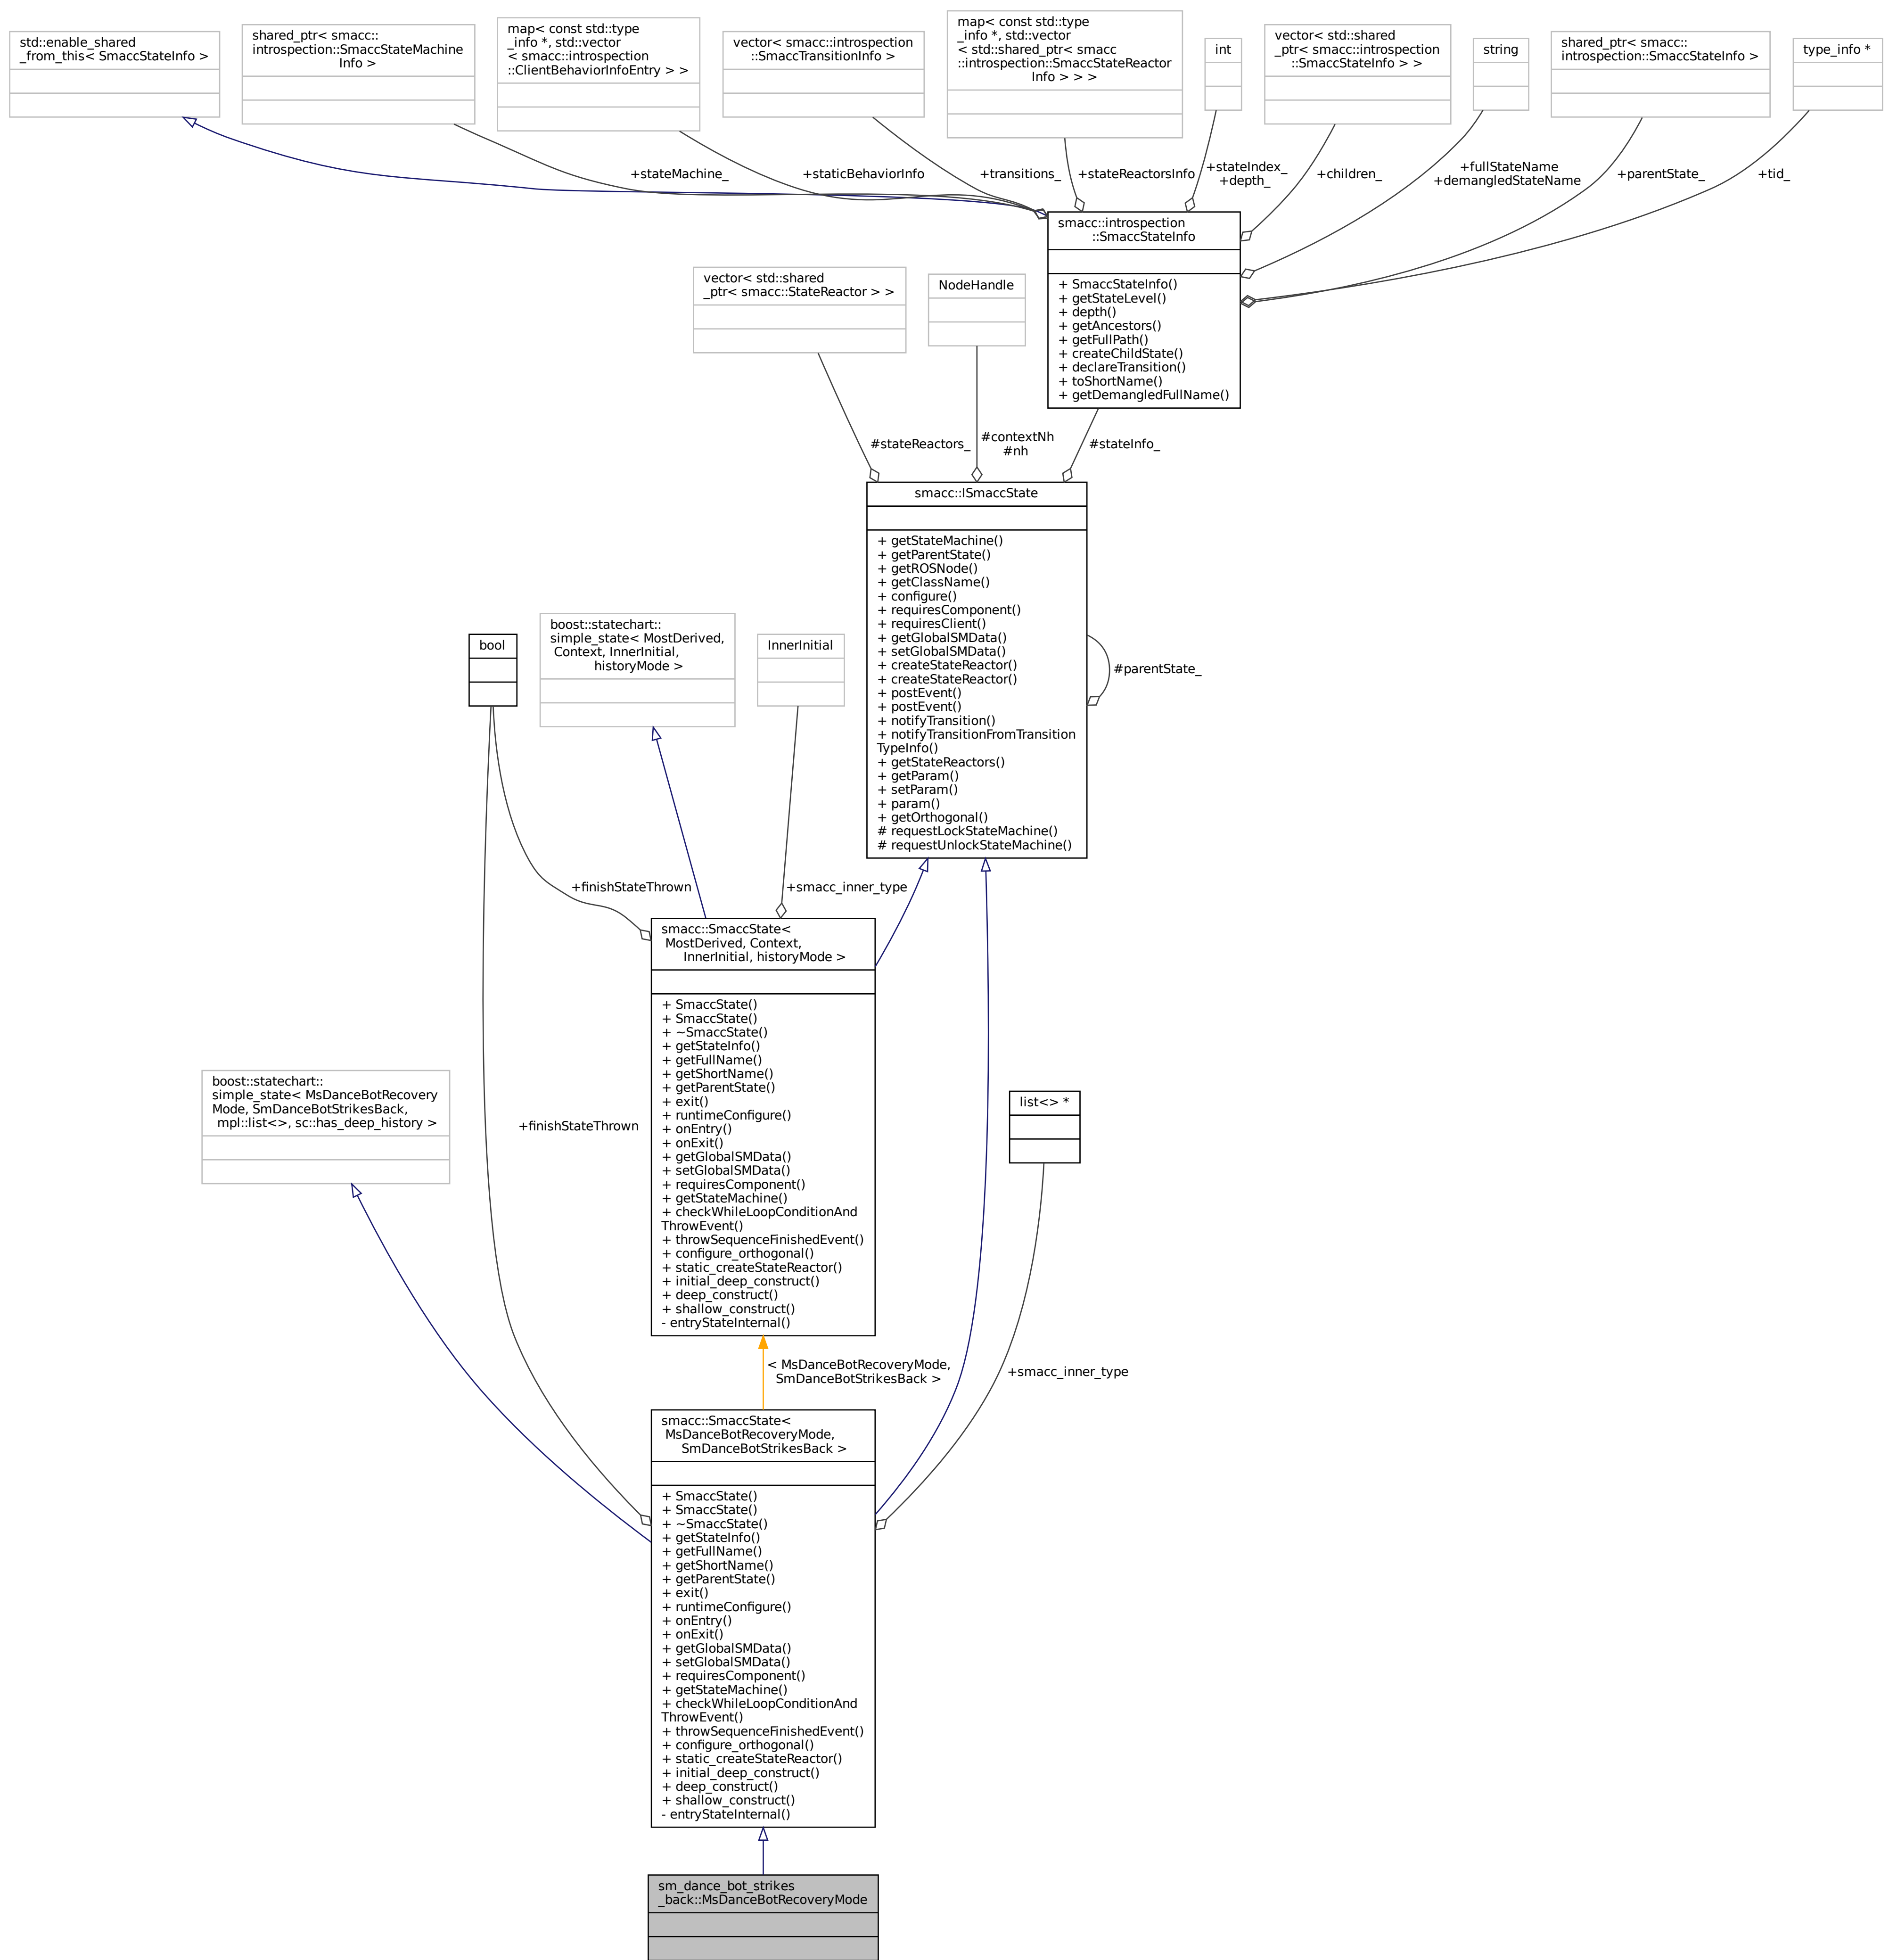 std::enable_shared
_from_this< SmaccStateInfo >
shared_ptr< smacc::
introspection::SmaccStateMachine
Info >
map< const std::type
_info *, std::vector
< smacc::introspection
::ClientBehaviorInfoEntry > >
vector< smacc::introspection
::SmaccTransitionInfo >
map< const std::type
_info *, std::vector
< std::shared_ptr< smacc
::introspection::SmaccStateReactor
Info > > >
int
vector< std::shared
_ptr< smacc::introspection
::SmaccStateInfo > >
string
shared_ptr< smacc::
introspection::SmaccStateInfo >
type_info *
+stateMachine_
+staticBehaviorInfo
+transitions_
+stateReactorsInfo
+stateIndex_
+depth_
+children_
+fullStateName
+demangledStateName
+parentState_
+tid_
smacc::introspection
::SmaccStateInfo
+ SmaccStateInfo()
+ getStateLevel()
+ depth()
+ getAncestors()
+ getFullPath()
+ createChildState()
+ declareTransition()
+ toShortName()
+ getDemangledFullName()
vector< std::shared
_ptr< smacc::StateReactor > >
NodeHandle
#stateReactors_
#contextNh
#nh
#stateInfo_
smacc::ISmaccState
+ getStateMachine()
+ getParentState()
+ getROSNode()
+ getClassName()
+ configure()
+ requiresComponent()
+ requiresClient()
+ getGlobalSMData()
+ setGlobalSMData()
+ createStateReactor()
+ createStateReactor()
+ postEvent()
+ postEvent()
+ notifyTransition()
+ notifyTransitionFromTransition
TypeInfo()
+ getStateReactors()
+ getParam()
+ setParam()
+ param()
+ getOrthogonal()
# requestLockStateMachine()
# requestUnlockStateMachine()
#parentState_
bool
boost::statechart::
simple_state< MostDerived,
Context, InnerInitial,
historyMode >
InnerInitial
+finishStateThrown
+smacc_inner_type
smacc::SmaccState<
MostDerived, Context,
InnerInitial, historyMode >
+ SmaccState()
+ SmaccState()
+ ~SmaccState()
+ getStateInfo()
+ getFullName()
+ getShortName()
+ getParentState()
+ exit()
+ runtimeConfigure()
+ onEntry()
+ onExit()
+ getGlobalSMData()
+ setGlobalSMData()
+ requiresComponent()
+ getStateMachine()
+ checkWhileLoopConditionAnd
ThrowEvent()
+ throwSequenceFinishedEvent()
+ configure_orthogonal()
+ static_createStateReactor()
+ initial_deep_construct()
+ deep_construct()
+ shallow_construct()
- entryStateInternal()
boost::statechart::
simple_state< MsDanceBotRecovery
Mode, SmDanceBotStrikesBack,
mpl::list<>, sc::has_deep_history >
+finishStateThrown
list<> *
< MsDanceBotRecoveryMode,
SmDanceBotStrikesBack >
+smacc_inner_type
smacc::SmaccState<
MsDanceBotRecoveryMode,
SmDanceBotStrikesBack >
+ SmaccState()
+ SmaccState()
+ ~SmaccState()
+ getStateInfo()
+ getFullName()
+ getShortName()
+ getParentState()
+ exit()
+ runtimeConfigure()
+ onEntry()
+ onExit()
+ getGlobalSMData()
+ setGlobalSMData()
+ requiresComponent()
+ getStateMachine()
+ checkWhileLoopConditionAnd
ThrowEvent()
+ throwSequenceFinishedEvent()
+ configure_orthogonal()
+ static_createStateReactor()
+ initial_deep_construct()
+ deep_construct()
+ shallow_construct()
- entryStateInternal()
sm_dance_bot_strikes
_back::MsDanceBotRecoveryMode